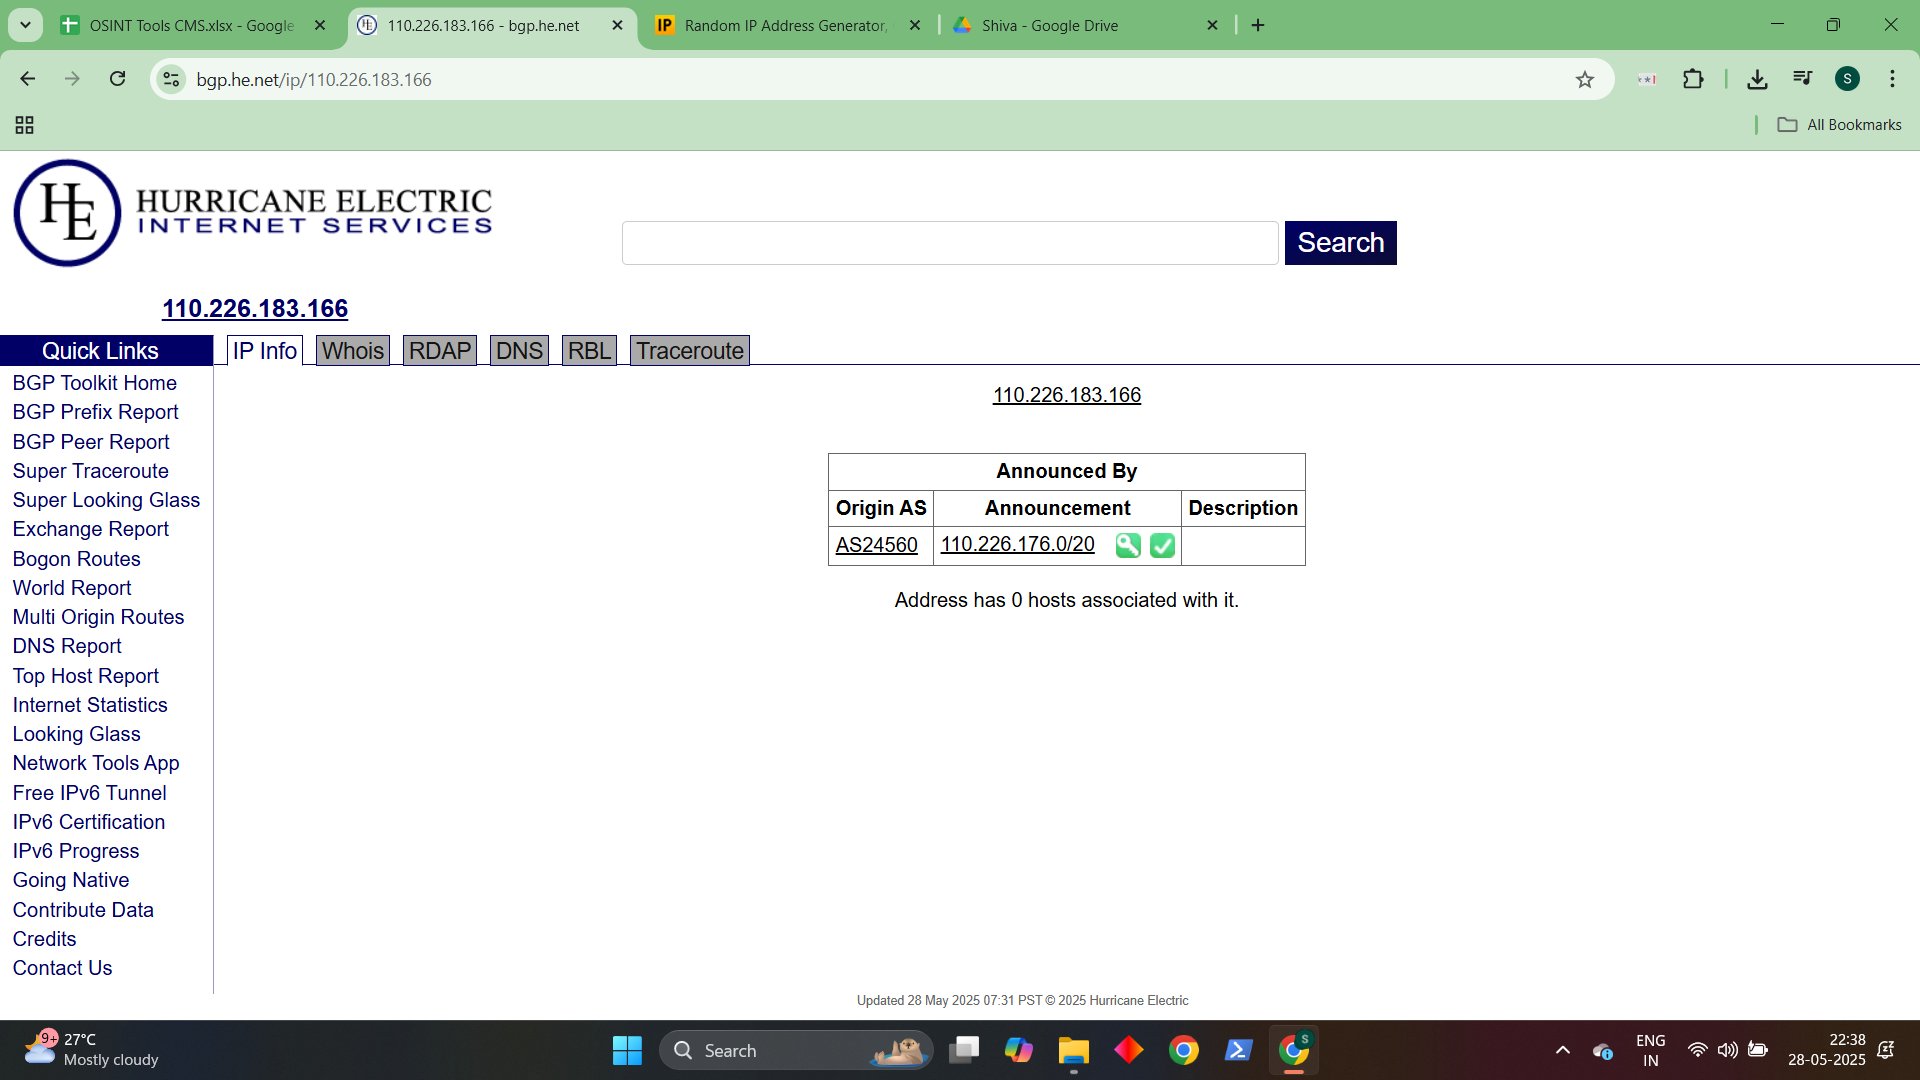 OSINT Tools CMS.xlsx - Google
110.226.183.166 - bgp.he.net
IP Random IP Address Generator,
Shiva - Google Drive
bgp.he.net/ip/110.226.183.166
S
All Bookmarks
HE
HURRICANE ELECTRIC
INTERNET SERVICES
Search
110.226.183.166
Quick Links
IP Info Whois RDAP DNS RBL Traceroute
BGP Toolkit Home
BGP Prefix Report
BGP Peer Report
Super Traceroute
Super Looking Glass
Exchange Report
Bogon Routes
World Report
Multi Origin Routes
DNS Report
Top Host Report
Internet Statistics
Looking Glass
Network Tools App
Free IPv6 Tunnel
IPv6 Certification
IPv6 Progress
Going Native
Contribute Data
Credits
Contact Us
110.226.183.166
Announced By
Origin AS Announcement Description
AS24560 110.226.176.0/20
Address has 0 hosts associated with it.
Updated 28 May 2025 07:31 PST © 2025 Hurricane Electric
9+
27°C
Mostly cloudy
Search
S
ENG
IN
22:38
28-05-2025